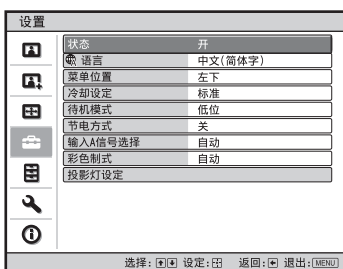 设置
状态 开
语言 中文(简体字)
菜单位置 左下
冷却设定 标准
待机模式 低位
节电方式 关
输入A信号选择 自动
彩色制式 自动
投影灯设定
选择: 设定: 返回: 退出: MENU